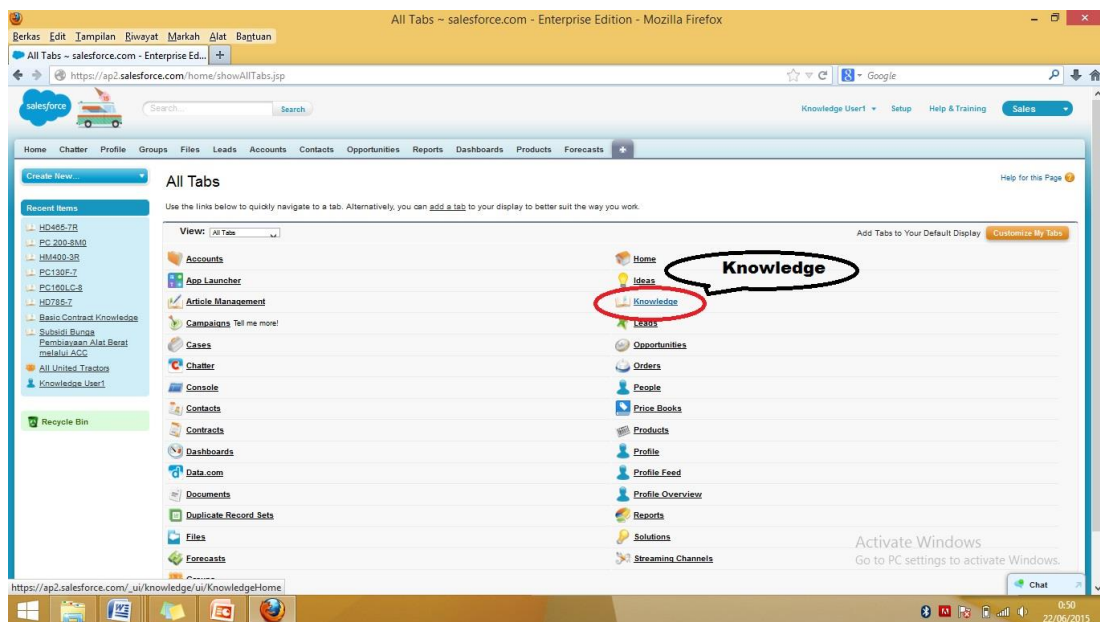 All Tabs ~ salesforce.com - Enterprise Edition - Mozilla Firefox
Berkas Edit Tampilan Riwayat Markah Alat Bantuan
All Tabs ~ salesforce.com - Enterprise Ed... +
https://ap2.salesforce.com/home/showAllTabs.jsp
Google
salesforce
Search...
Search
Knowledge User1 Setup Help & Training Sales
Home Chatter Profile Groups Files Leads Accounts Contacts Opportunities Reports Dashboards Products Forecasts +
Create New...
Recent Items
HD465-7R
PC 200-8M0
HM400-3R
PC130F-7
PC160LC-8
HD785-7
Basic Contract Knowledge
Subsidi Bunga
Pembiayaan Alat Berat
melalui ACC
All United Tractors
Knowledge User1
Recycle Bin
All Tabs
Help for this Page
Use the links below to quickly navigate to a tab. Alternatively, you can add a tab to your display to better suit the way you work.
View: All Tabs
Add Tabs to Your Default Display Customize My Tabs
Accounts
App Launcher
Article Management
Campaigns Tell me more!
Cases
Chatter
Console
Contacts
Contracts
Dashboards
Data.com
Documents
Duplicate Record Sets
Files
Forecasts
Home
Ideas
Knowledge
Knowledge
Leads
Opportunities
Orders
People
Price Books
Products
Profile
Profile Feed
Profile Overview
Reports
Solutions
Streaming Channels
Activate Windows
Go to PC settings to activate Windows.
https://ap2.salesforce.com/_ui/knowledge/ui/KnowledgeHome
Chat
0:50
22/06/2015